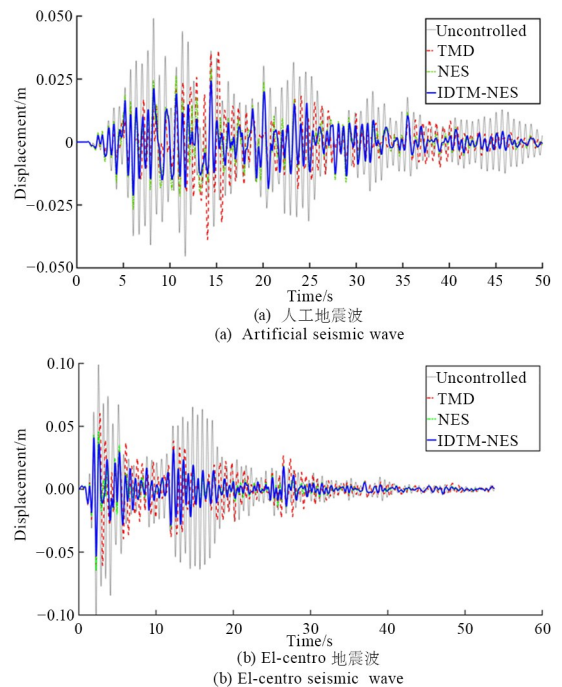 0.050
0.025
0
−0.025
−0.050
Displacement/m
Uncontrolled
TMD
NES
IDTM-NES
0 5 10 15 20 25 30 35 40 45 50
Time/s
(a) 人工地震波
(a) Artificial seismic wave
0.10
0.05
0.00
−0.05
−0.10
Displacement/m
Uncontrolled
TMD
NES
IDTM-NES
0 10 20 30 40 50 60
Time/s
(b) El-centro 地震波
(b) El-centro seismic wave